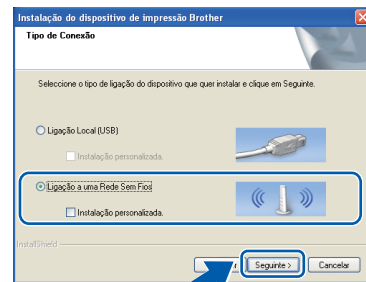 Instalação do dispositivo de impressão Brother
Tipo de Conexão
Seleccione o tipo de ligação do dispositivo que quer instalar e clique em Seguinte.
Ligação Local (USB)
Instalação personalizada.
Ligação a uma Rede Sem Fios
Instalação personalizada.
InstallShield
Seguinte > Cancelar